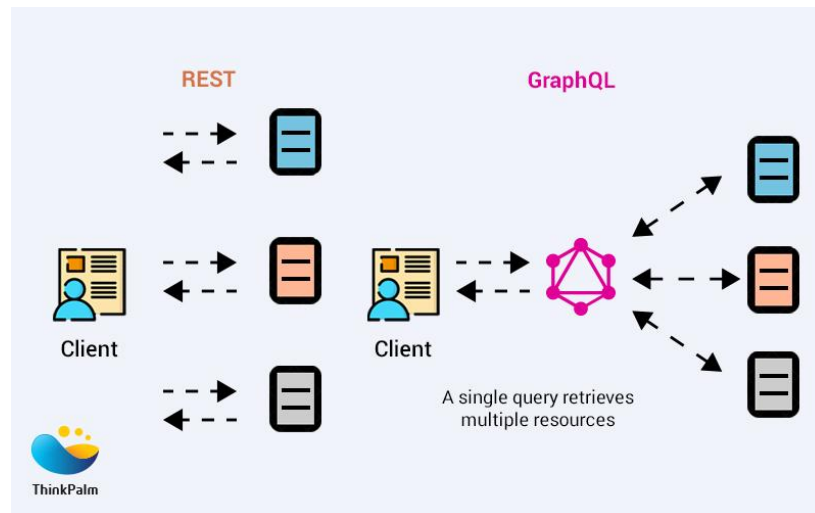 REST
GraphQL
Client
Client
A single query retrieves
multiple resources
ThinkPalm